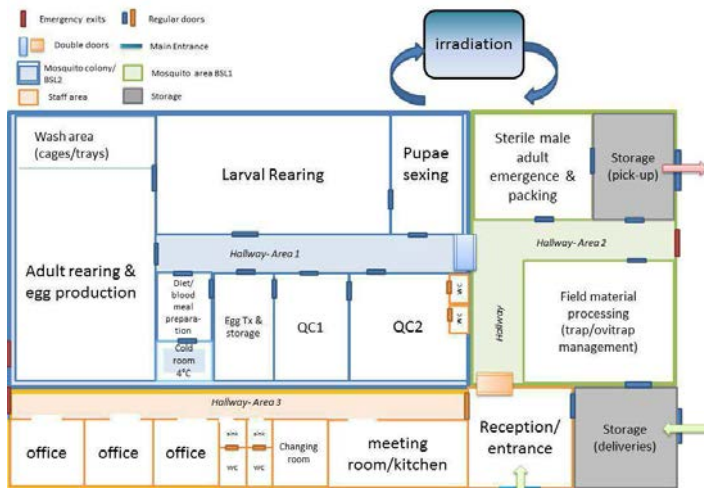 Emergency exits
Regular doors
Double doors
Main Entrance
Mosquito colony/
BSL2
Mosquito area BSL1
Staff area
Storage
irradiation
Wash area
(cages/trays)
Larval Rearing
Pupae
sexing
Sterile male
adult
emergence &
packing
Storage
(pick-up)
Hallway- Area 1
Hallway- Area 2
Adult rearing &
egg production
Diet/
blood
meal
prepara-
tion
Cold
room
4°C
Egg Tx &
storage
QC1
QC2
WC
WC
Hallway
Field material
processing
(trap/ovitrap
management)
Hallway- Area 3
office
office
office
sink
sink
WC
WC
Changing
room
meeting
room/kitchen
Reception/
entrance
Storage
(deliveries)